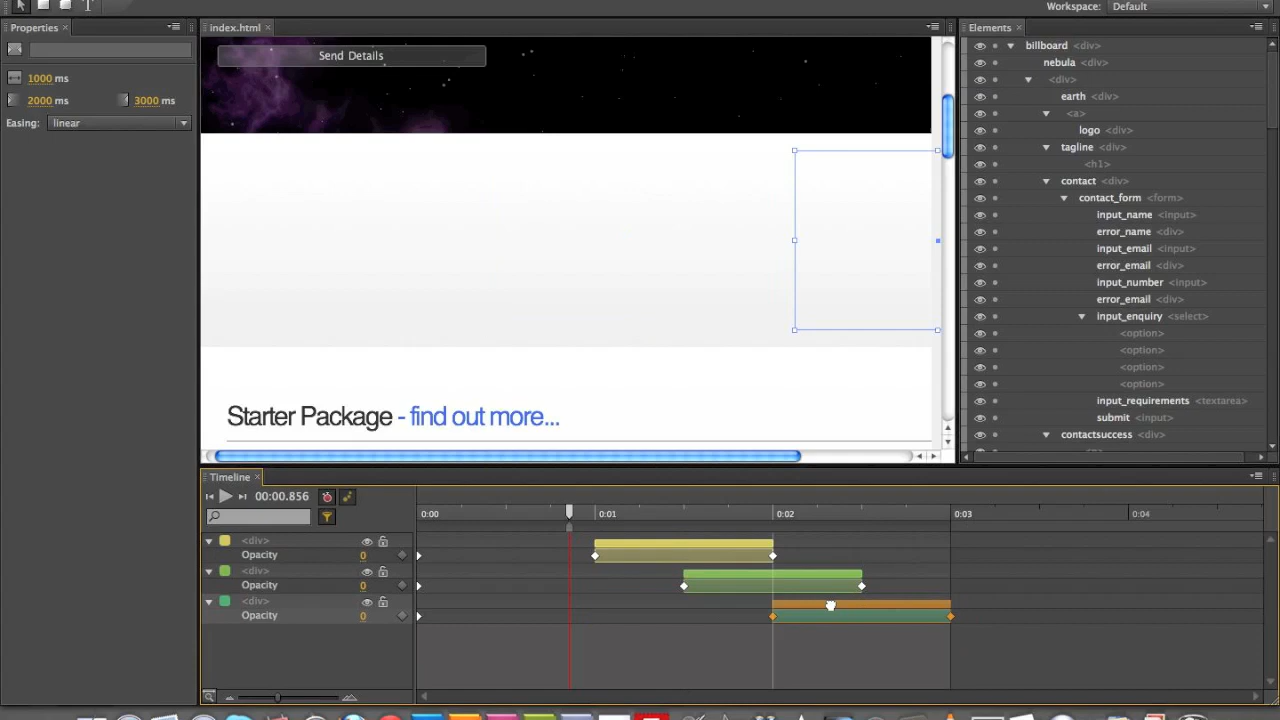 Workspace: Default
Properties
1000 ms
2000 ms 3000 ms
Easing: linear
index.html
Send Details
Starter Package - find out more...
Elements
billboard <div>
nebula <div>
<div>
earth <div>
<a>
logo <div>
tagline <div>
<h1>
contact <div>
contact_form <form>
input_name <input>
error_name <div>
input_email <input>
error_email <div>
input_number <input>
error_email <div>
input_enquiry <select>
<option>
<option>
<option>
<option>
input_requirements <textarea>
submit <input>
contactsuccess <div>
Timeline
00:00.856
0:00 0:01 0:02 0:03 0:04
<div>
Opacity 0
<div>
Opacity 0
<div>
Opacity 0